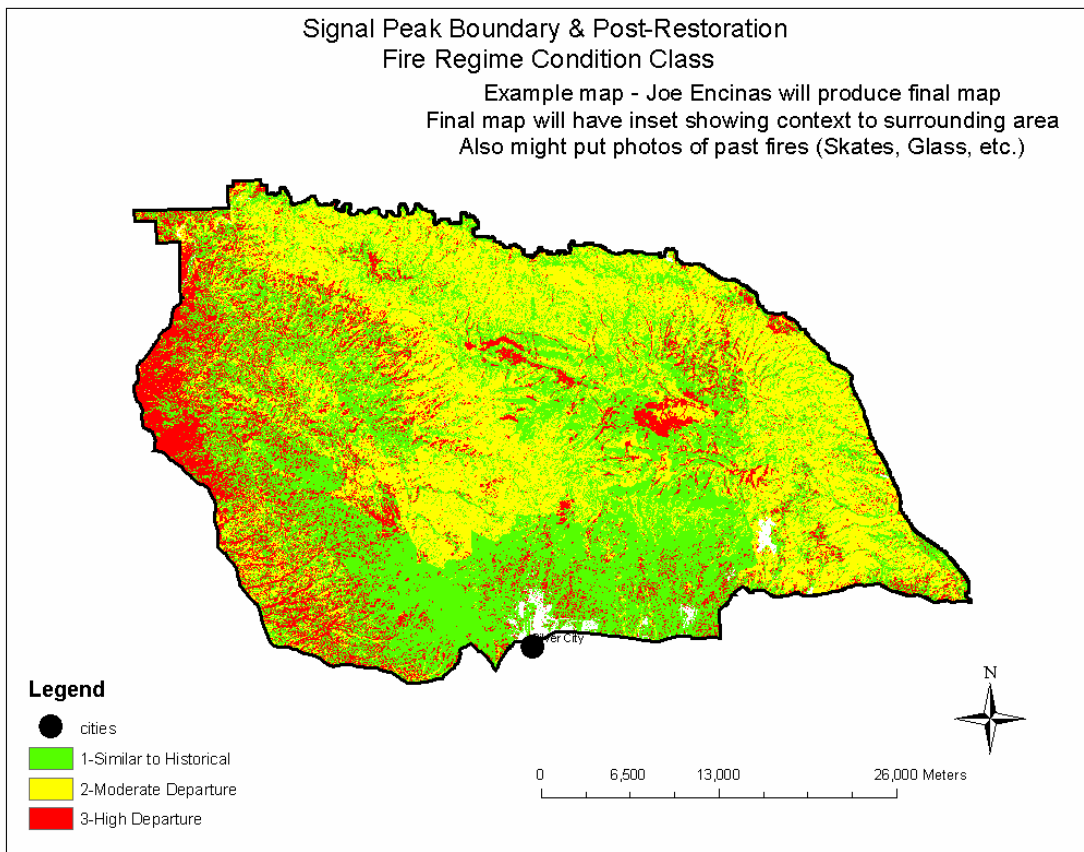 Signal Peak Boundary & Post-Restoration
Fire Regime Condition Class
Example map - Joe Encinas will produce final map
Final map will have inset showing context to surrounding area
Also might put photos of past fires (Skates, Glass, etc.)
City
Legend
cities
1-Similar to Historical
2-Moderate Departure
3-High Departure
N
0 6,500 13,000 26,000 Meters